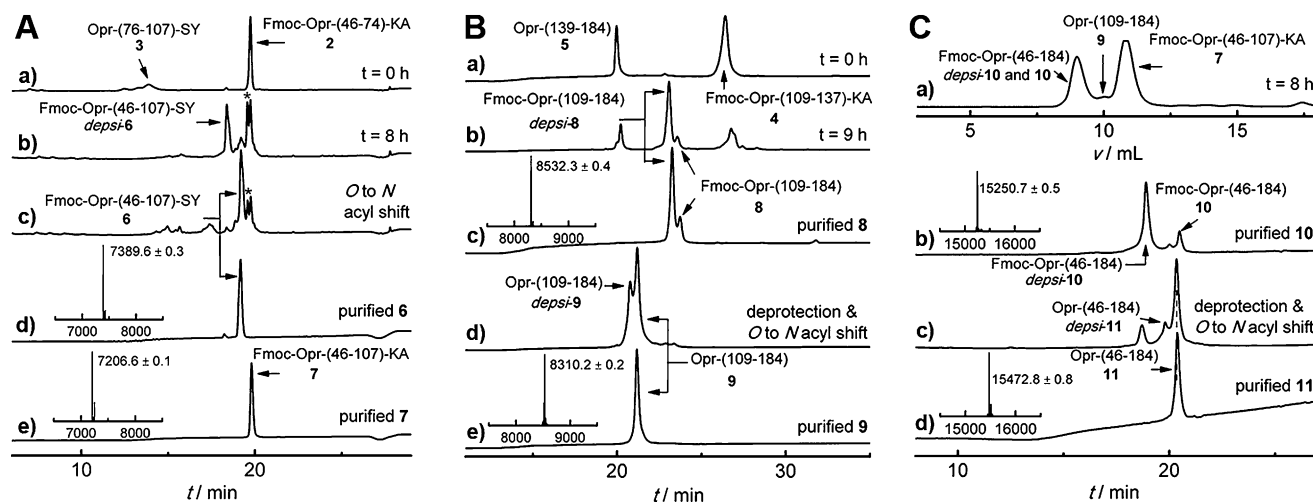 A
Opr-(76-107)-SY
3
Fmoc-Opr-(46-74)-KA
2
a)
t = 0 h
Fmoc-Opr-(46-107)-SY
depsi-6
*
b)
t = 8 h
Fmoc-Opr-(46-107)-SY
6
*
O to N
acyl shift
c)
7389.6 ± 0.3
7000 8000
d)
purified 6
7206.6 ± 0.1
Fmoc-Opr-(46-107)-KA
7
7000 8000
e)
purified 7
10 20
t / min
B
Opr-(139-184)
5
a)
t = 0 h
Fmoc-Opr-(109-184)
depsi-8
Fmoc-Opr-(109-137)-KA
4
b)
t = 9 h
8532.3 ± 0.4
Fmoc-Opr-(109-184)
8
8000 9000
c)
purified 8
Opr-(109-184)
depsi-9
deprotection &
O to N acyl shift
d)
8310.2 ± 0.2
Opr-(109-184)
9
8000 9000
e)
purified 9
20 30
t / min
C
Opr-(109-184)
9
Fmoc-Opr-(46-184)
depsi-10 and 10
Fmoc-Opr-(46-107)-KA
7
a)
t = 8 h
5 10 15
v / mL
15250.7 ± 0.5
Fmoc-Opr-(46-184)
10
15000 16000
b)
purified 10
Fmoc-Opr-(46-184)
depsi-10
Opr-(46-184)
depsi-11
deprotection &
O to N acyl shift
c)
15472.8 ± 0.8
Opr-(46-184)
11
15000 16000
purified 11
d)
10 20
t / min